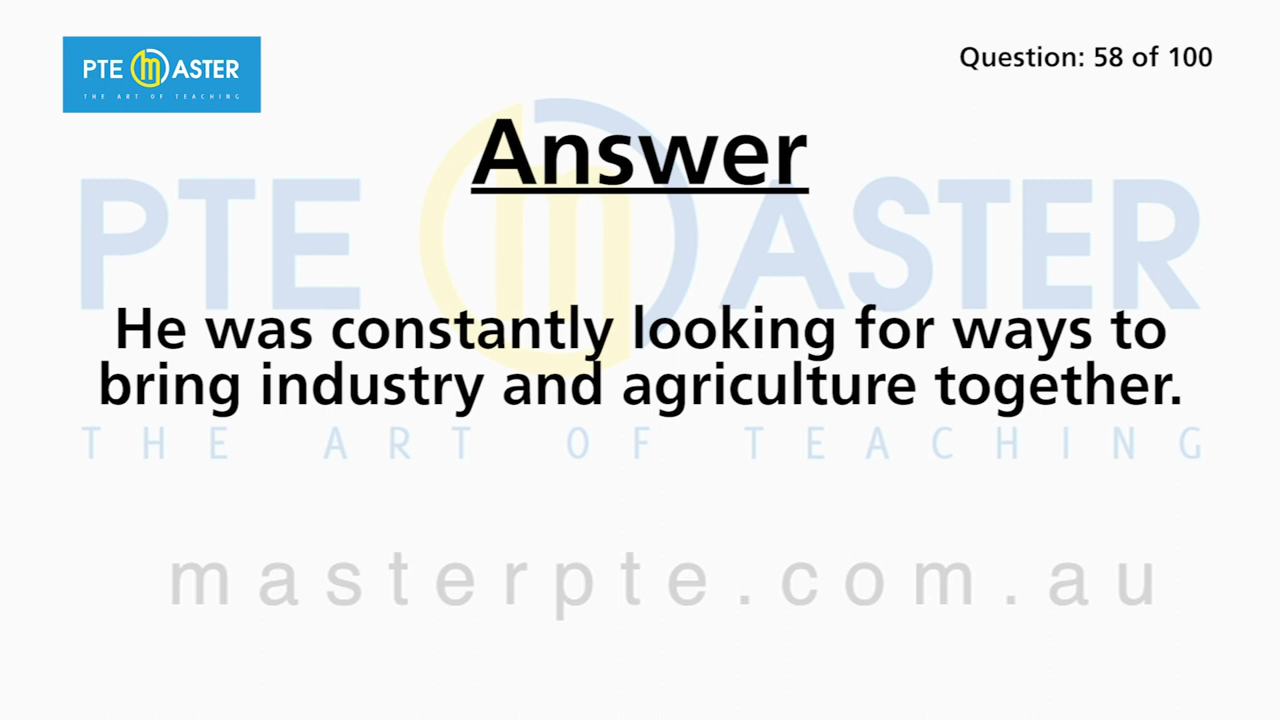 PTE MASTER
THE ART OF TEACHING
Question: 58 of 100
Answer
PTE MASTER
He was constantly looking for ways to
bring industry and agriculture together.
THE ART OF TEACHING
masterpte.com.au